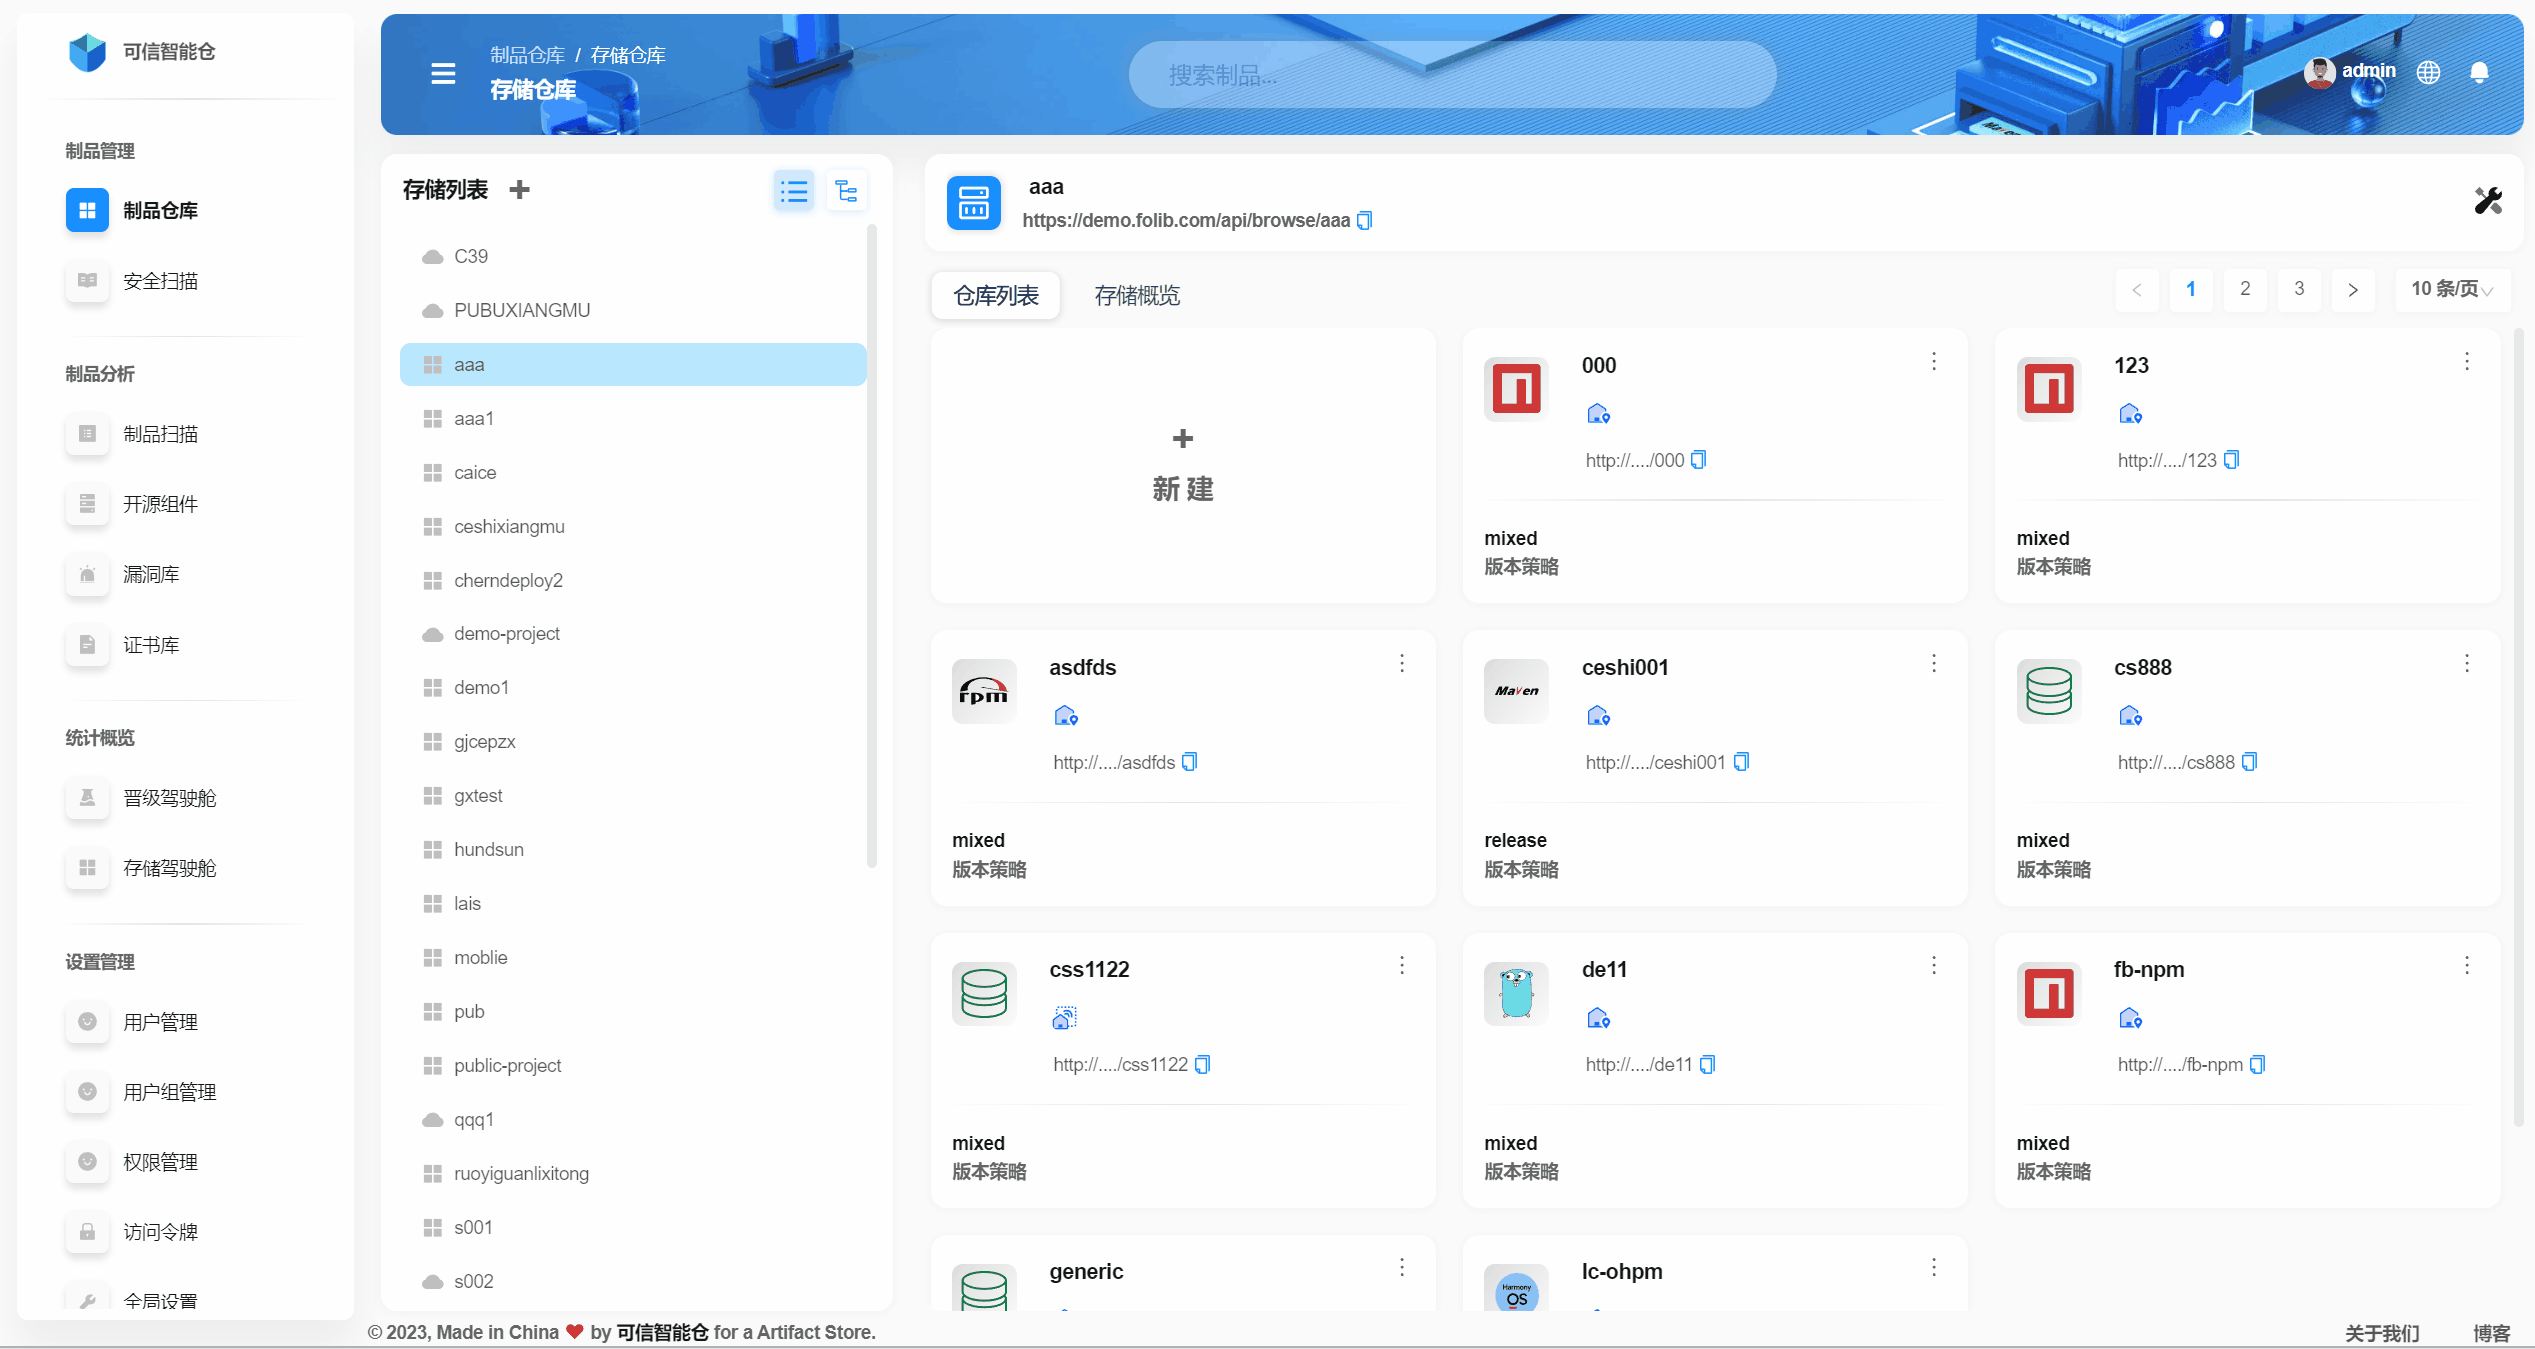 可信智能仓
制品管理
制品仓库
安全扫描
制品分析
制品扫描
开源组件
漏洞库
证书库
统计概览
晋级驾驶舱
存储驾驶舱
设置管理
用户管理
用户组管理
权限管理
访问令牌
全局设置
制品仓库 / 存储仓库
存储仓库
搜索制品...
Maven
admin
存储列表
C39
PUBUXIANGMU
aaa
aaa1
caice
ceshixiangmu
cherndeploy2
demo-project
demo1
gjcepzx
gxtest
hundsun
lais
moblie
pub
public-project
qqq1
ruoyiguanlixitong
s001
s002
aaa
https://demo.folib.com/api/browse/aaa
仓库列表 存储概览
1 2 3 10 条/页
新 建
000
http://..../000
mixed
版本策略
123
http://..../123
mixed
版本策略
rpm
asdfds
http://..../asdfds
mixed
版本策略
Maven
ceshi001
http://..../ceshi001
release
版本策略
cs888
http://..../cs888
mixed
版本策略
css1122
http://..../css1122
mixed
版本策略
de11
http://..../de11
mixed
版本策略
fb-npm
http://..../fb-npm
mixed
版本策略
generic
Harmony
OS
lc-ohpm
© 2023, Made in China ❤ by 可信智能仓 for a Artifact Store.
关于我们 博客